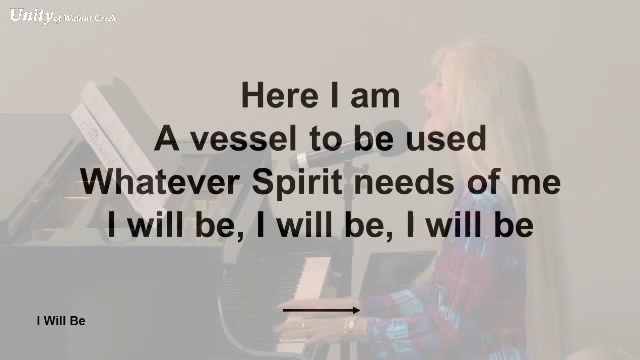 Unity of Walnut Creek
Here I am
A vessel to be used
Whatever Spirit needs of me
I will be, I will be, I will be
I Will Be